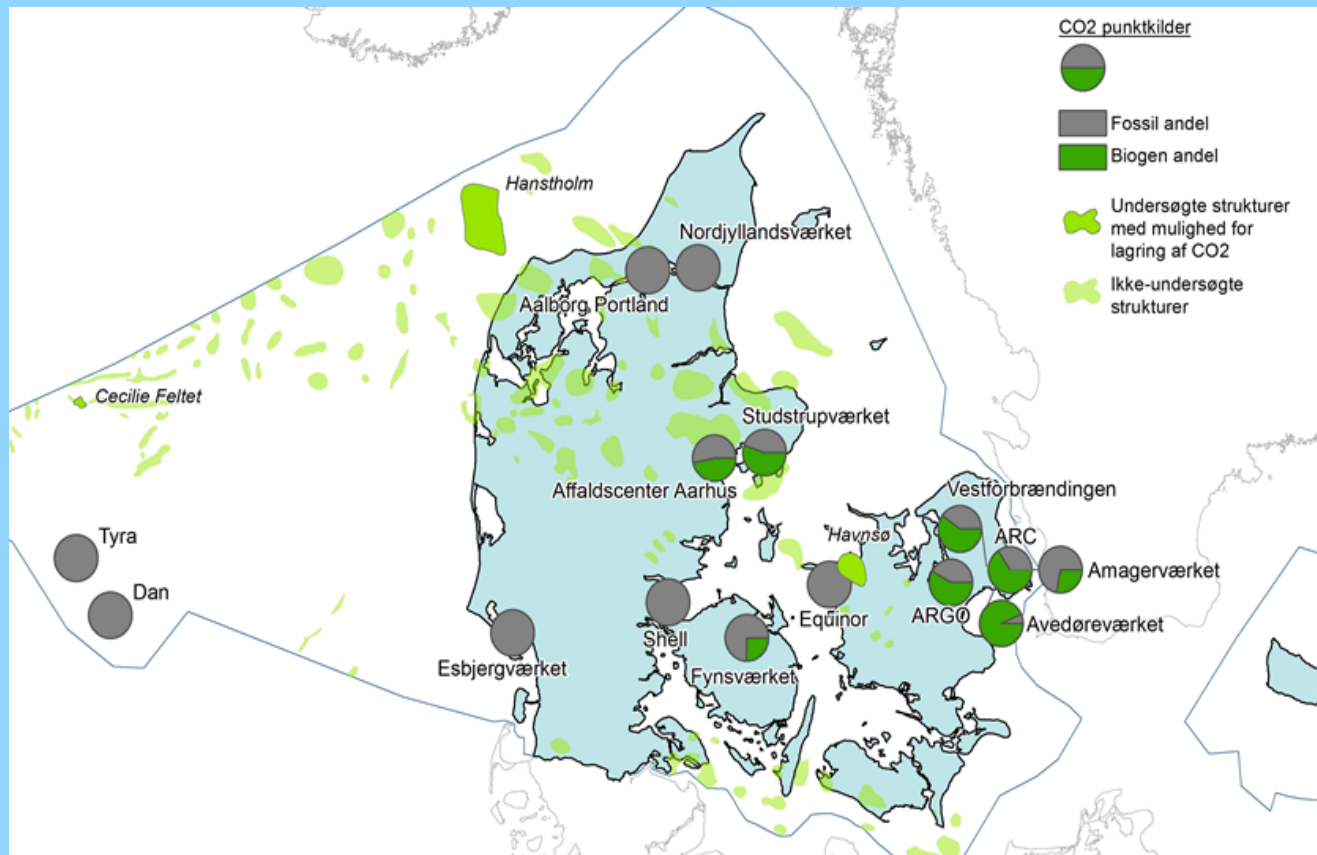 CO2 punktkilder
Fossil andel
Biogen andel
Undersøgte strukturer
med mulighed for
lagring af CO2
Ikke-undersøgte
strukturer
Hanstholm
Nordjyllandsværket
Aalborg Portland
Cecilie Feltet
Studstrupværket
Affaldscenter Aarhus
Vestforbrændingen
Havnsø
ARC
Tyra
Amagerværket
Dan
Equinor
ARGO
Avedøreværket
Shell
Esbjergværket
Fynsværket